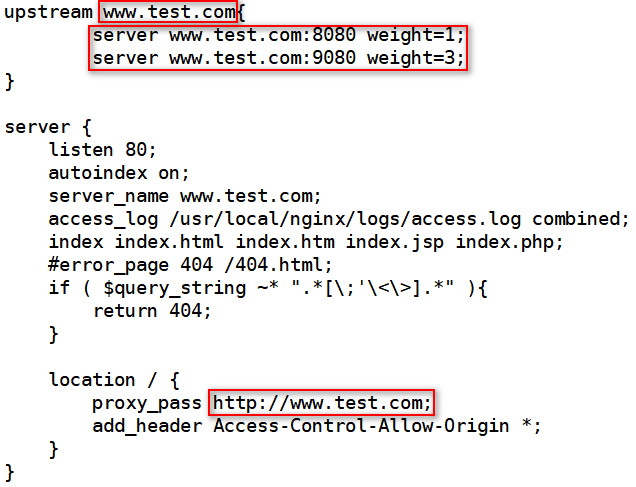 upstream www.test.com{
        server www.test.com:8080 weight=1;
        server www.test.com:9080 weight=3;
}

server {
    listen 80;
    autoindex on;
    server_name www.test.com;
    access_log /usr/local/nginx/logs/access.log combined;
    index index.html index.htm index.jsp index.php;
    #error_page 404 /404.html;
    if ( $query_string ~* ".*[\;'\<\>].*" ){
        return 404;
    }

    location / {
        proxy_pass http://www.test.com;
        add_header Access-Control-Allow-Origin *;
    }
}